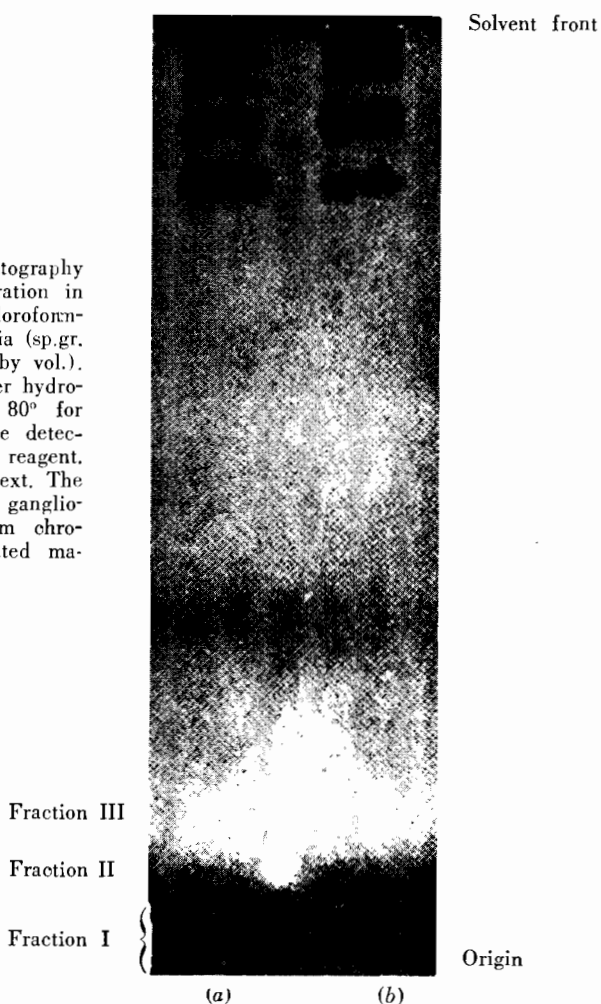 Solvent front
tography
ration in
loroform-
ia (sp.gr.
by vol.).
er hydro-
80° for
e detec-
reagent.
ext. The
ganglio-
m chro-
ted ma-
Fraction III
Fraction II
Fraction I
Origin
(a)
(b)